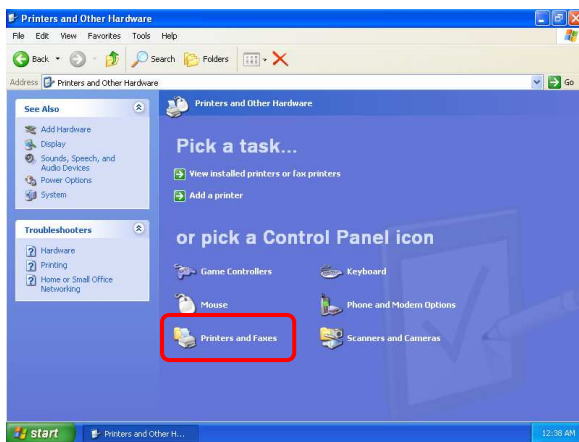 Printers and Other Hardware
File Edit View Favorites Tools Help
Back Search Folders
Address Printers and Other Hardware Go
See Also
Add Hardware
Display
Sounds, Speech, and
Audio Devices
Power Options
System
Troubleshooters
Hardware
Printing
Home or Small Office
Networking
Printers and Other Hardware
Pick a task...
View installed printers or fax printers
Add a printer
or pick a Control Panel icon
Game Controllers Keyboard
Mouse Phone and Modem Options
Printers and Faxes Scanners and Cameras
start Printers and Other H... 12:38 AM